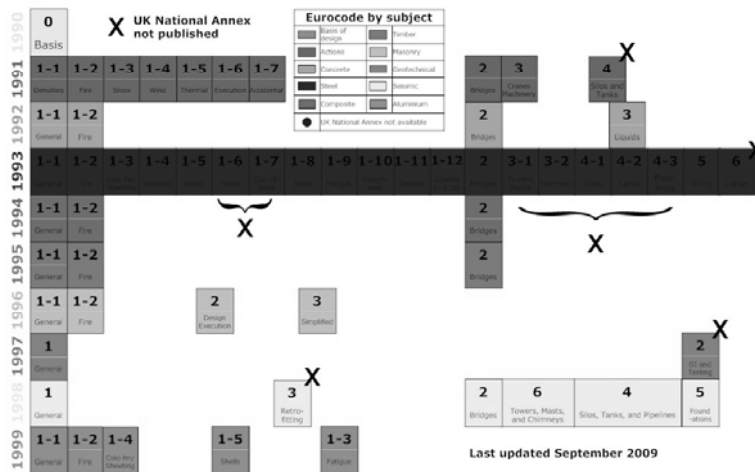 1990
0
Basis
X UK National Annex
not published
Eurocode by subject
Basis of
design
Timber
Actions
Masonry
Concrete
Geotechnical
Steel
Seismic
Composite
Aluminium
UK National Annex not available
1991
1-1 1-2 1-3 1-4 1-5 1-6 1-7 2 3 4 X
Densities Fire Snow Wind Thermal Execution Accidental Bridges Cranes Machinery Silos and Tanks
1992
1-1 1-2 2 3
General Fire Bridges Liquids
1993
1-1 1-2 1-3 1-4 1-5 1-6 1-7 1-8 1-9 1-10 1-11 1-12 2 3-1 3-2 4-1 4-2 4-3 5 6 X
General Fire Bridges
X X
1994
1-1 1-2 2
General Fire Bridges
1995
1-1 1-2 2
General Fire Bridges
1996
1-1 1-2 2 3
General Fire Design Execution Simplified
1997
1 2 X
General GI and Testing
1998
1 3 X 2 6 4 5
General Retro-fitting Bridges Towers, Masts, and Chimneys Silos, Tanks, and Pipelines Found-ations
1999
1-1 1-2 1-4 1-5 1-3
General Fire Sheeting Shells Fatigue
Last updated September 2009